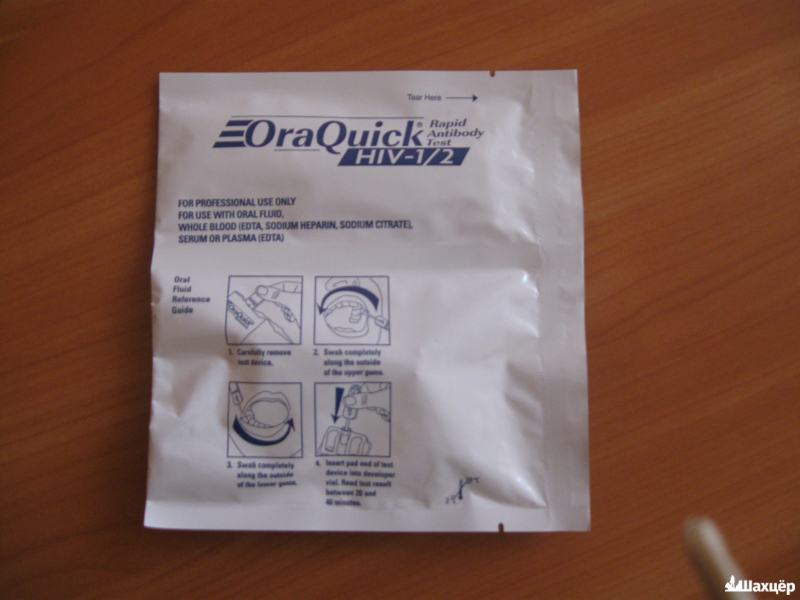 Tear Here
OraQuick® Rapid
Antibody
Test
HIV-1/2
FOR PROFESSIONAL USE ONLY
FOR USE WITH ORAL FLUID,
WHOLE BLOOD (EDTA, SODIUM HEPARIN, SODIUM CITRATE),
SERUM OR PLASMA (EDTA)
Oral
Fluid
Reference
Guide
OraQuick
1. Carefully remove
test device.
2. Swab completely
along the outside
of the upper gums.
3. Swab completely
along the outside
of the lower gums.
4. Insert pad end of test
device into developer
vial. Read test result
between 20 and
40 minutes.
Шахцёр